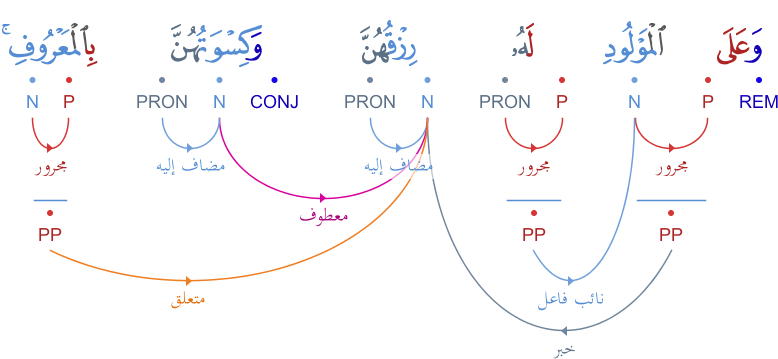 وَعَلَى ٱلْمَوْلُودِ لَهُۥ رِزْقُهُنَّ وَكِسْوَتُهُنَّ بِٱلْمَعْرُوفِ ۚ
REM P N P PRON N PRON CONJ N PRON P N
مجرور مجرور مضاف إليه مضاف إليه مجرور
معطوف
PP PP PP
نائب فاعل متعلق
خبر